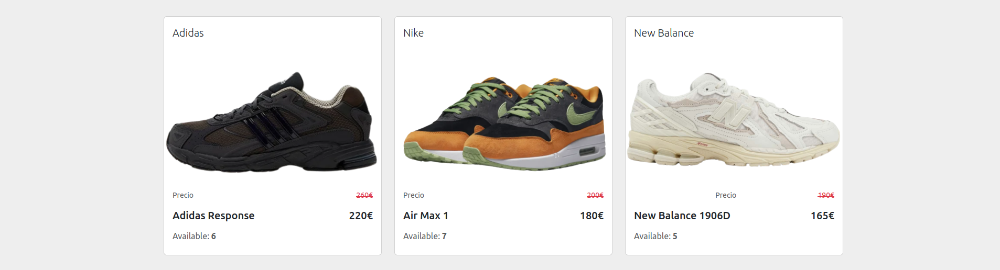 Adidas
Precio 260€
Adidas Response 220€
Available: 6
Nike
Precio 200€
Air Max 1 180€
Available: 7
New Balance
N
Precio 190€
New Balance 1906D 165€
Available: 5